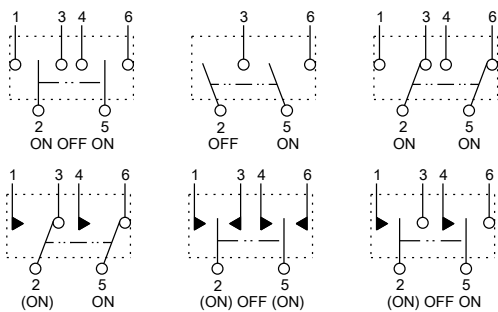 1 3 4 6
2 5
ON OFF ON
3 6
2 5
OFF ON
1 3 4 6
2 5
ON ON
1 3 4 6
2 5
(ON) ON
1 3 4 6
2 5
(ON) OFF (ON)
1 3 4 6
2 5
(ON) OFF ON